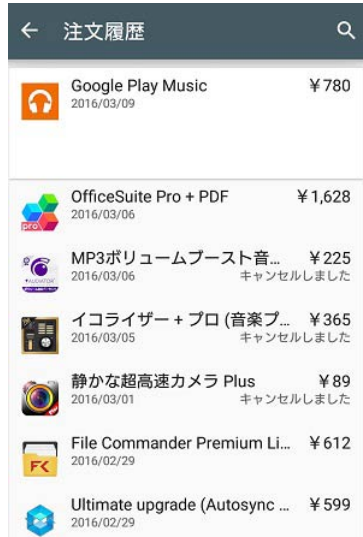 注文履歴
Google Play Music ¥780
2016/03/09
OfficeSuite Pro + PDF ¥1,628
2016/03/06
pro
MP3ボリュームブースト音... ¥225
2016/03/06 キャンセルしました
イコライザー + プロ (音楽プ... ¥365
2016/03/05 キャンセルしました
静かな超高速カメラ Plus ¥89
2016/03/01 キャンセルしました
File Commander Premium Li... ¥612
2016/02/29
Ultimate upgrade (Autosync ... ¥599
2016/02/29